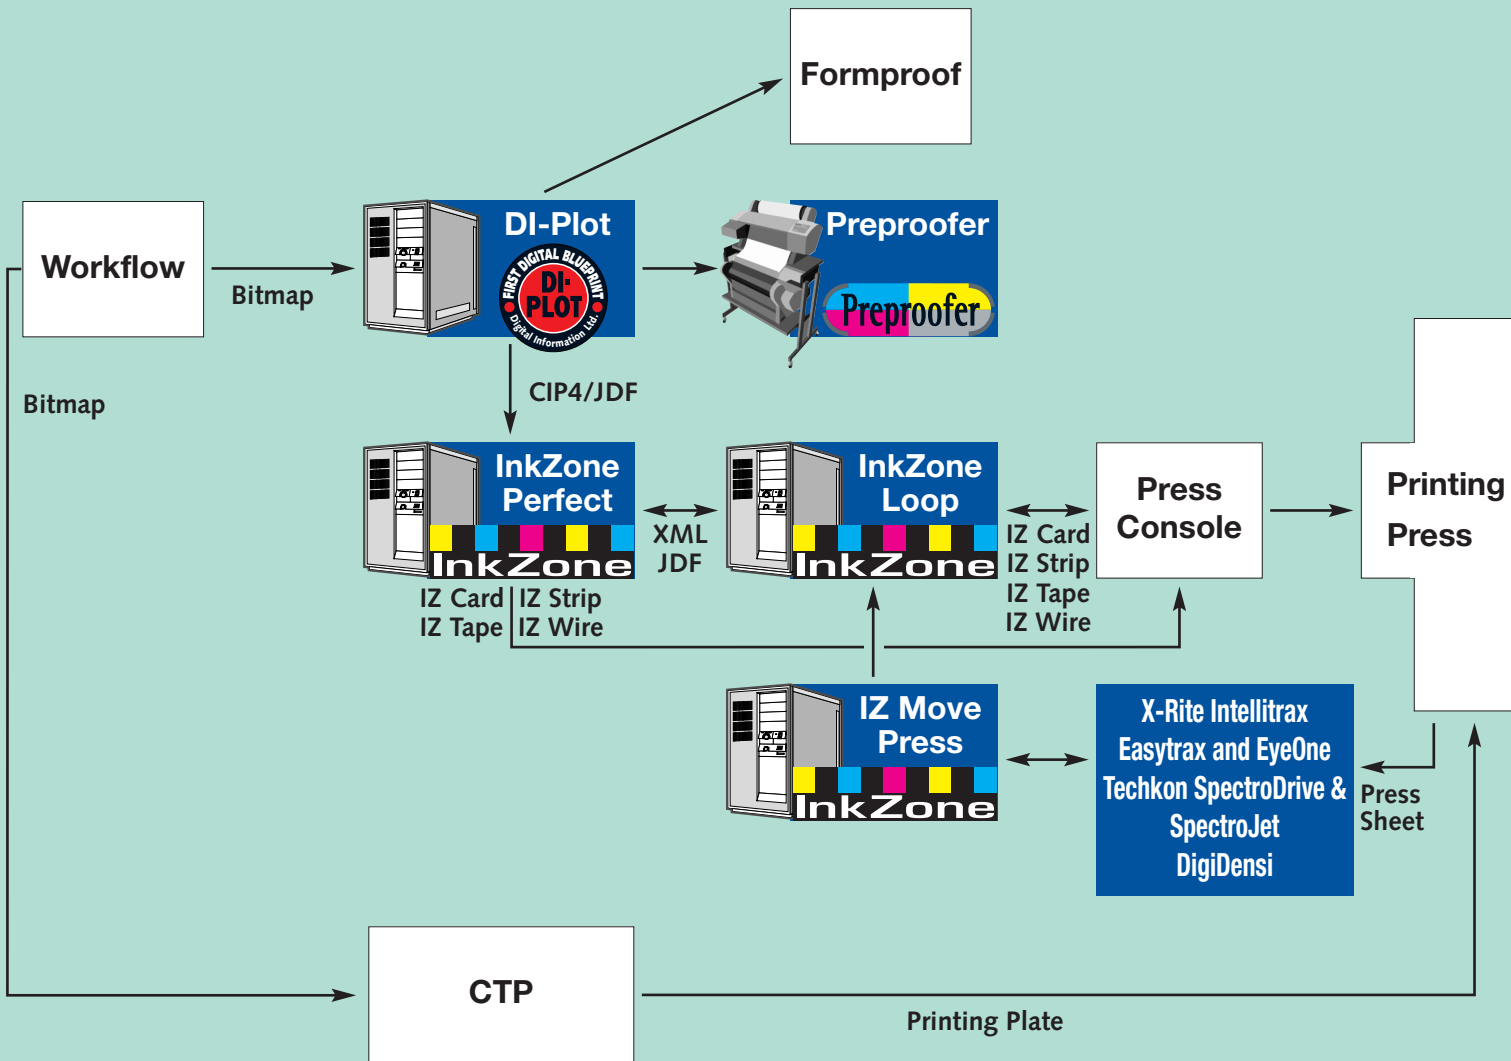 Formproof
Workflow
Bitmap
DI-Plot
FIRST DIGITAL BLUEPRINT
DI-
PLOT
Digital Information Ltd.
Preproofer
Preproofer
Bitmap
CIP4/JDF
InkZone
Perfect
InkZone
XML
JDF
InkZone
Loop
InkZone
IZ Card
IZ Strip
IZ Tape
IZ Wire
Press
Console
Printing
Press
IZ Card IZ Strip
IZ Tape IZ Wire
IZ Move
Press
InkZone
X-Rite Intellitrax
Easytrax and EyeOne
Techkon SpectroDrive &
SpectroJet
DigiDensi
Press
Sheet
CTP
Printing Plate